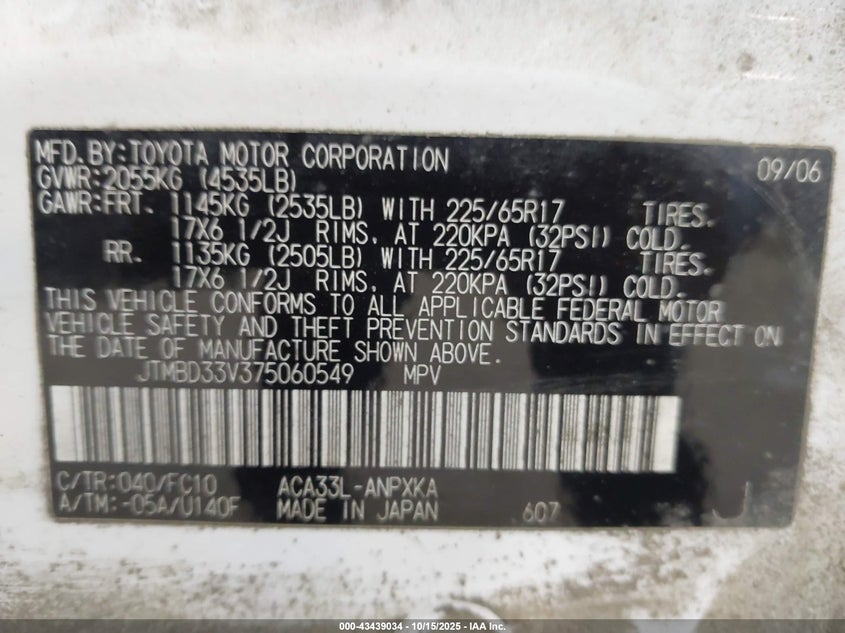 MFD.BY:TOYOTA MOTOR CORPORATION 09/06
GVWR:2055KG (4535LB)
GAWR:FRT. 1145KG (2535LB) WITH 225/65R17 TIRES.
17X6 1/2J RIMS, AT 220KPA (32PSI) COLD.
RR. 1135KG (2505LB) WITH 225/65R17 TIRES.
17X6 1/2J RIMS, AT 220KPA (32PSI) COLD.
THIS VEHICLE CONFORMS TO ALL APPLICABLE FEDERAL MOTOR
VEHICLE SAFETY AND THEFT PREVENTION STANDARDS IN EFFECT ON
THE DATE OF MANUFACTURE SHOWN ABOVE.
JTMBD33V375060549 MPV
C/TR:040/FC10 ACA33L-ANPXKA
A/TM:-05A/U140F MADE IN JAPAN 607 J
000-43439034 - 10/15/2025 - IAA Inc.